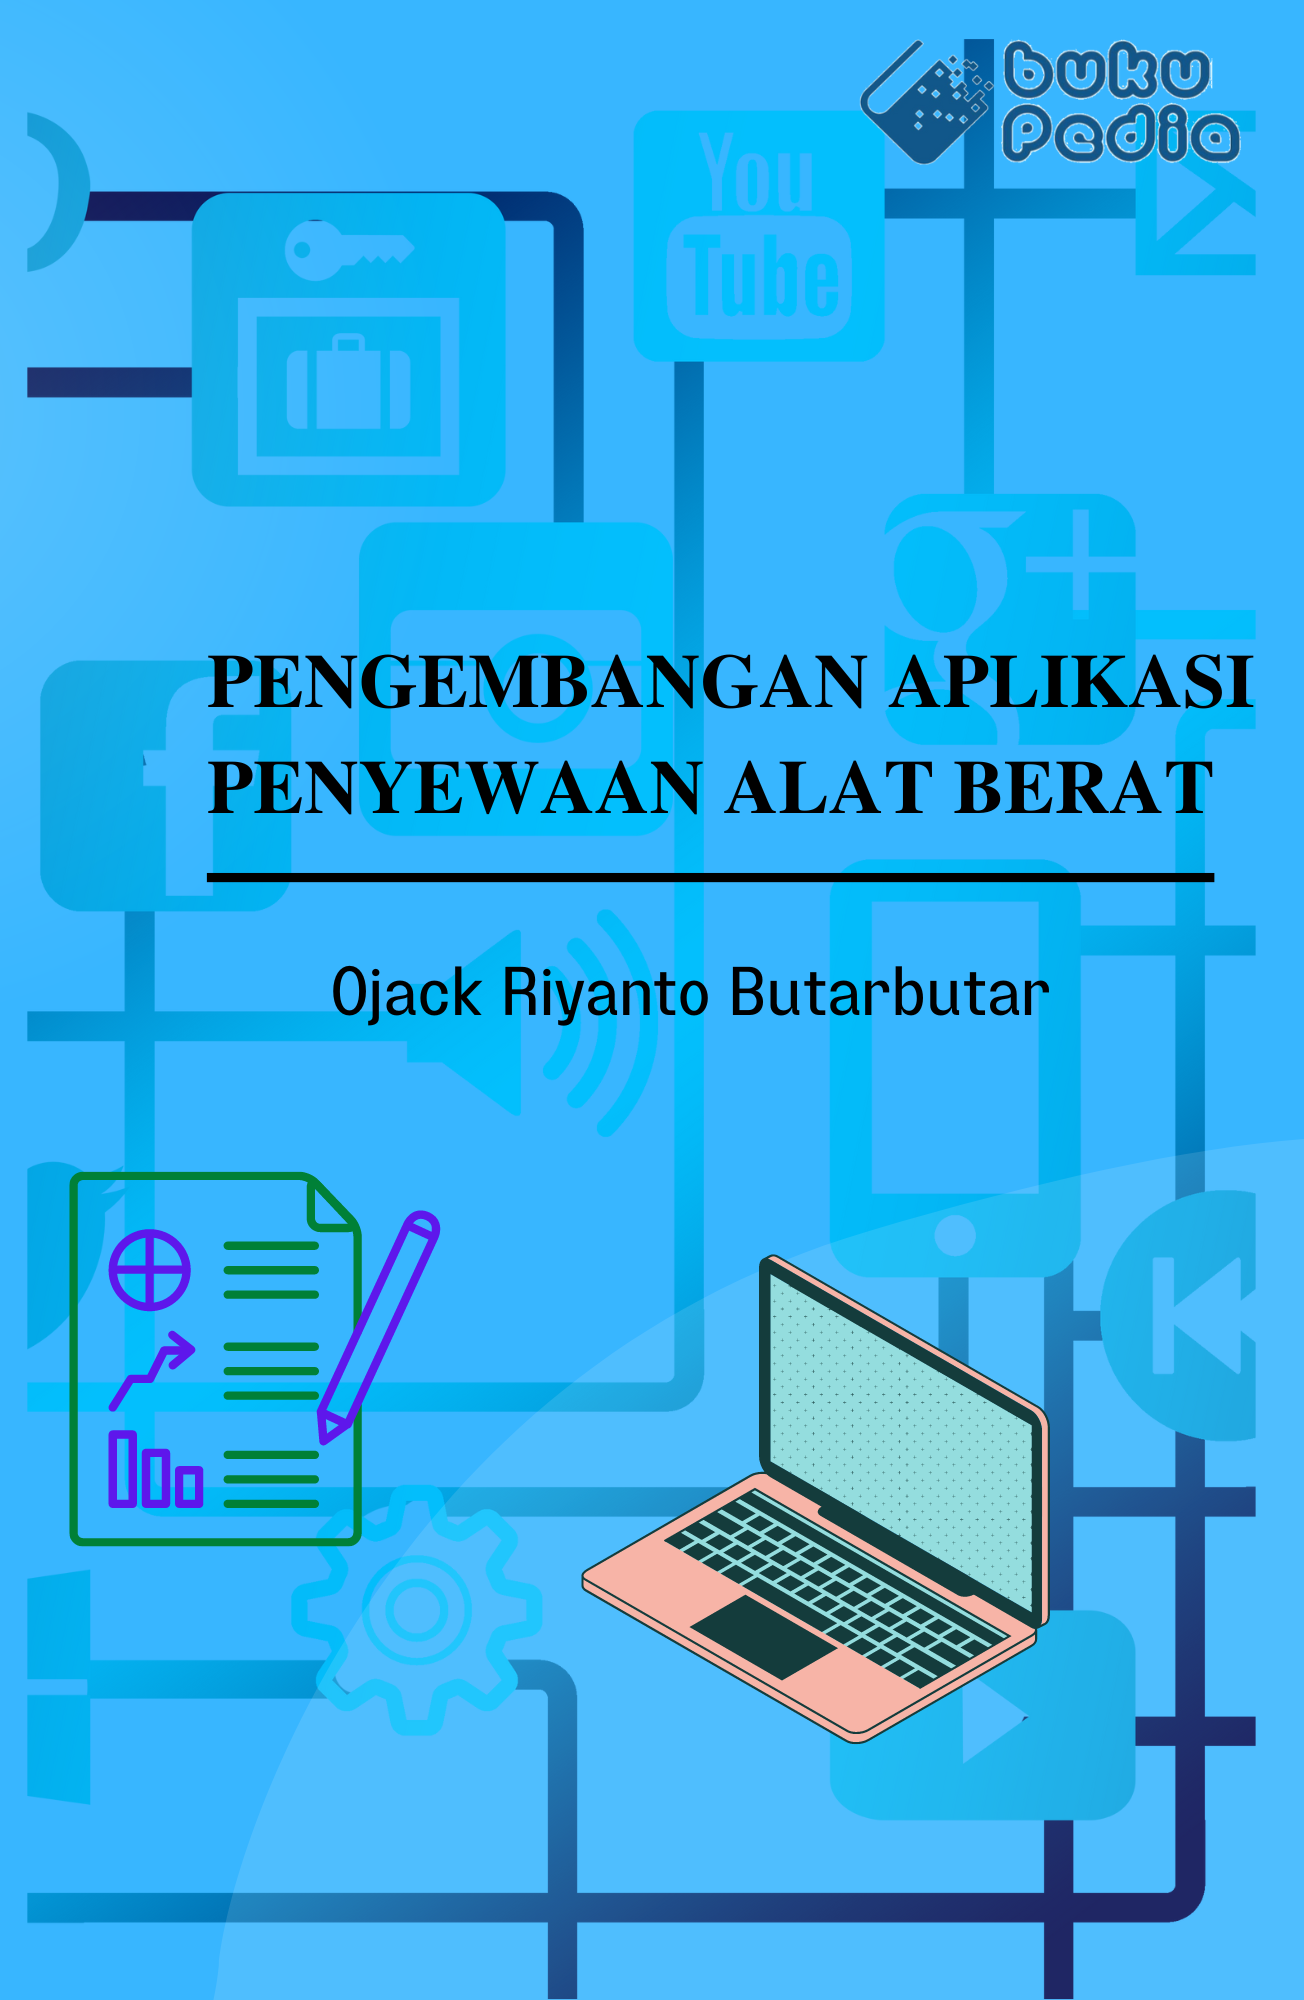 buku
Pedia
You
Tube
g+
f
PENGEMBANGAN APLIKASI
PENYEWAAN ALAT BERAT
Ojack Riyanto Butarbutar